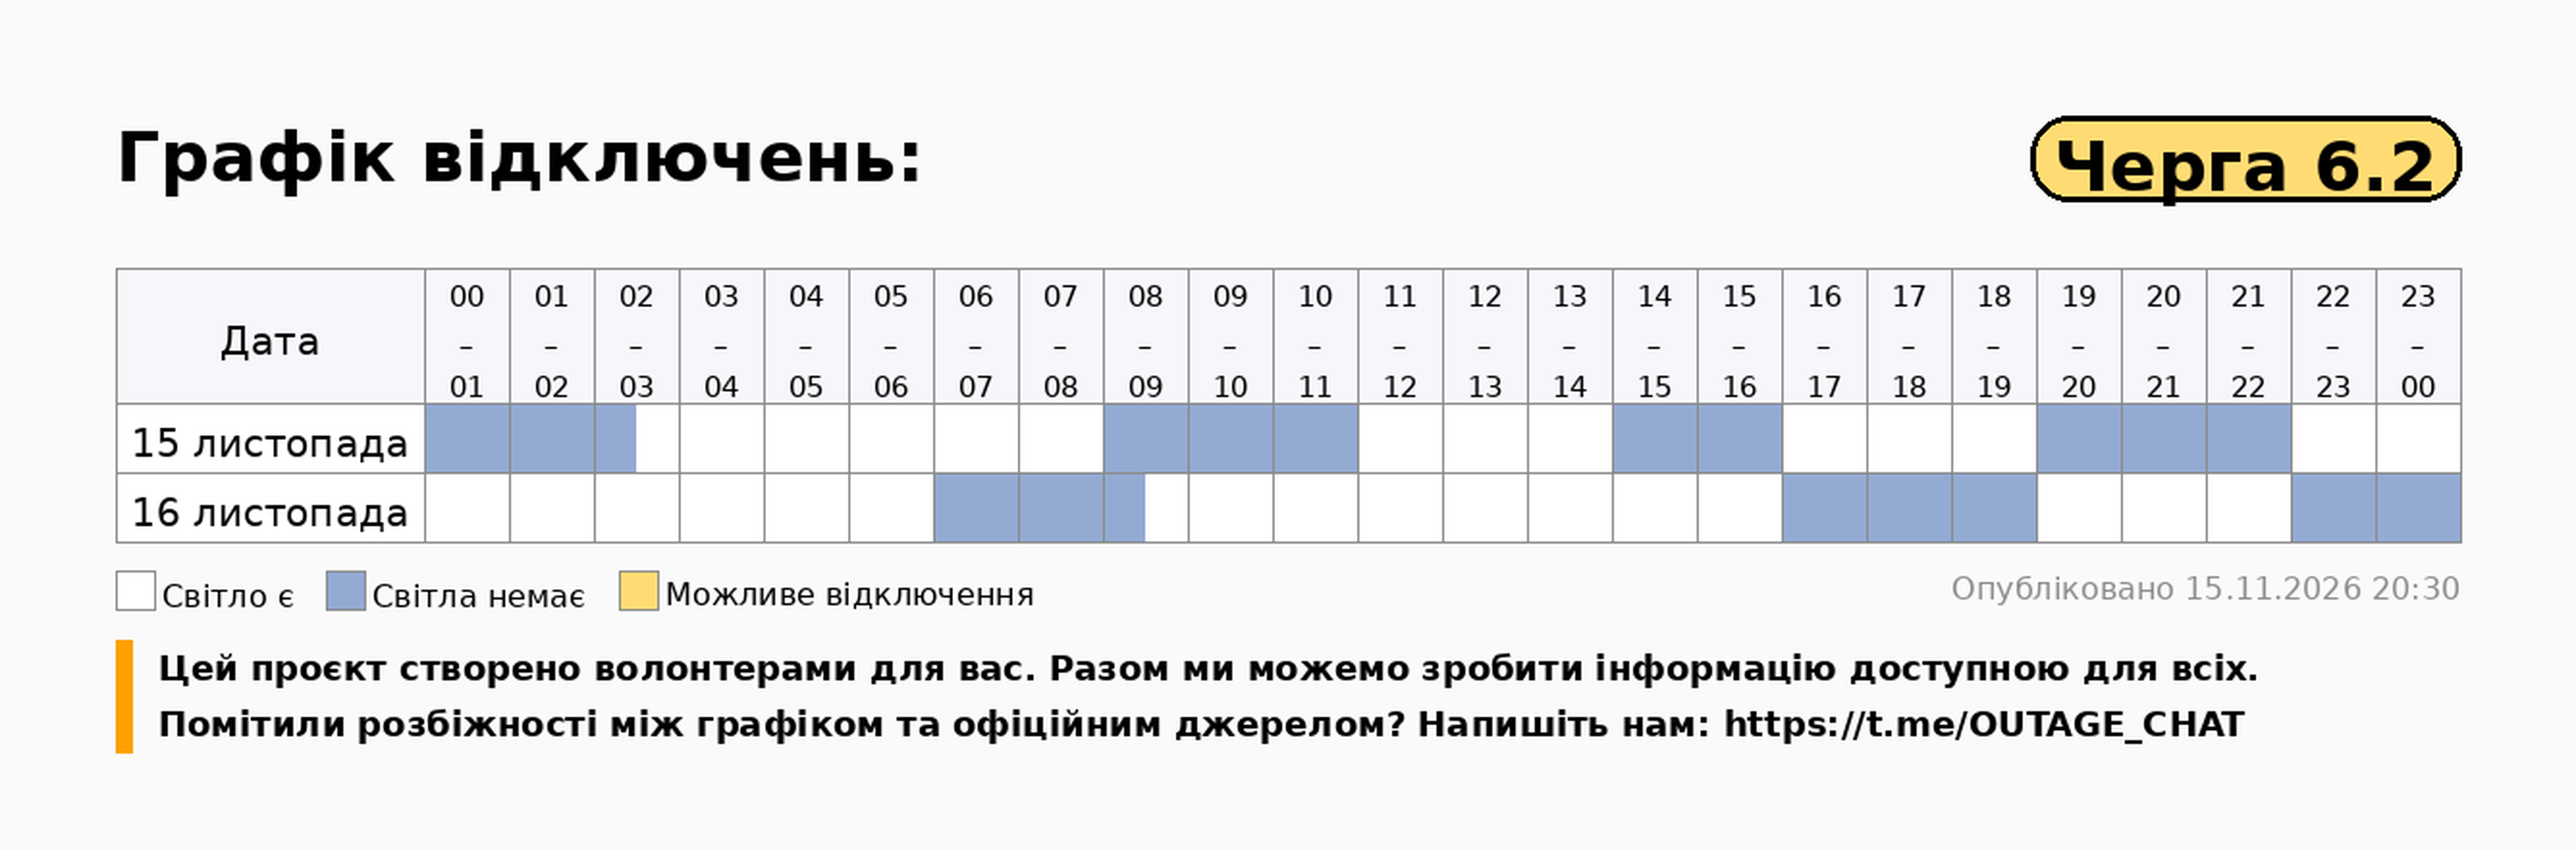 Графік відключень:
Черга 6.2
Дата 00 – 01 01 – 02 02 – 03 03 – 04 04 – 05 05 – 06 06 – 07 07 – 08 08 – 09 09 – 10 10 – 11 11 – 12 12 – 13 13 – 14 14 – 15 15 – 16 16 – 17 17 – 18 18 – 19 19 – 20 20 – 21 21 – 22 22 – 23 23 – 00
15 листопада
16 листопада
Світло є Світла немає Можливе відключення
Опубліковано 15.11.2026 20:30
Цей проєкт створено волонтерами для вас. Разом ми можемо зробити інформацію доступною для всіх.
Помітили розбіжності між графіком та офіційним джерелом? Напишіть нам: https://t.me/OUTAGE_CHAT